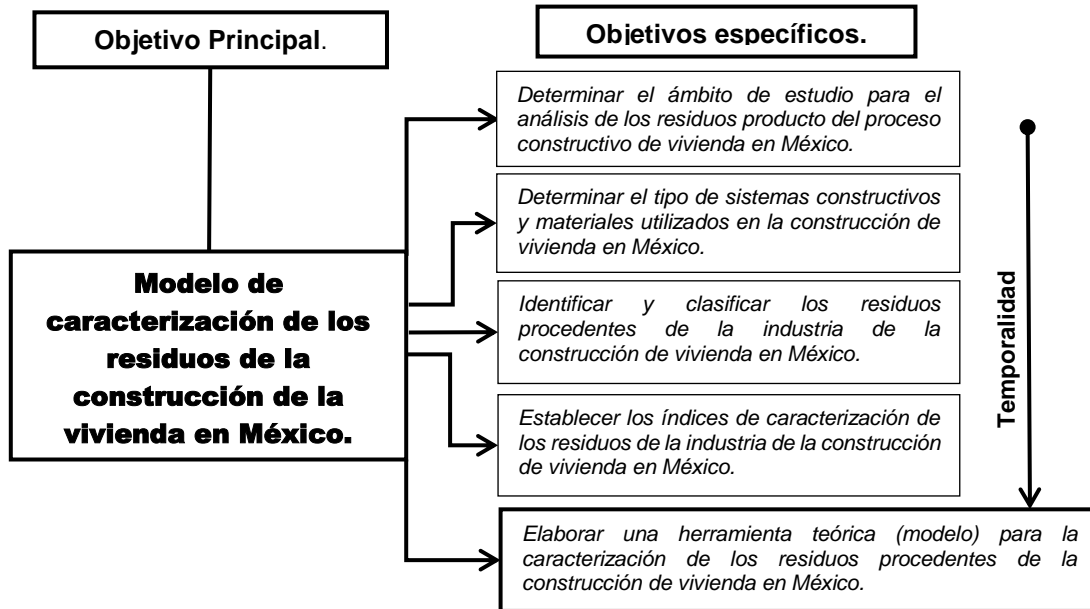 Objetivo Principal.
Objetivos específicos.
Modelo de
caracterización de los
residuos de la
construcción de la
vivienda en México.
Determinar el ámbito de estudio para el
análisis de los residuos producto del proceso
constructivo de vivienda en México.
Determinar el tipo de sistemas constructivos
y materiales utilizados en la construcción de
vivienda en México.
Identificar y clasificar los residuos
procedentes de la industria de la
construcción de vivienda en México.
Establecer los índices de caracterización de
los residuos de la industria de la construcción
de vivienda en México.
Elaborar una herramienta teórica (modelo) para la
caracterización de los residuos procedentes de la
construcción de vivienda en México.
Temporalidad